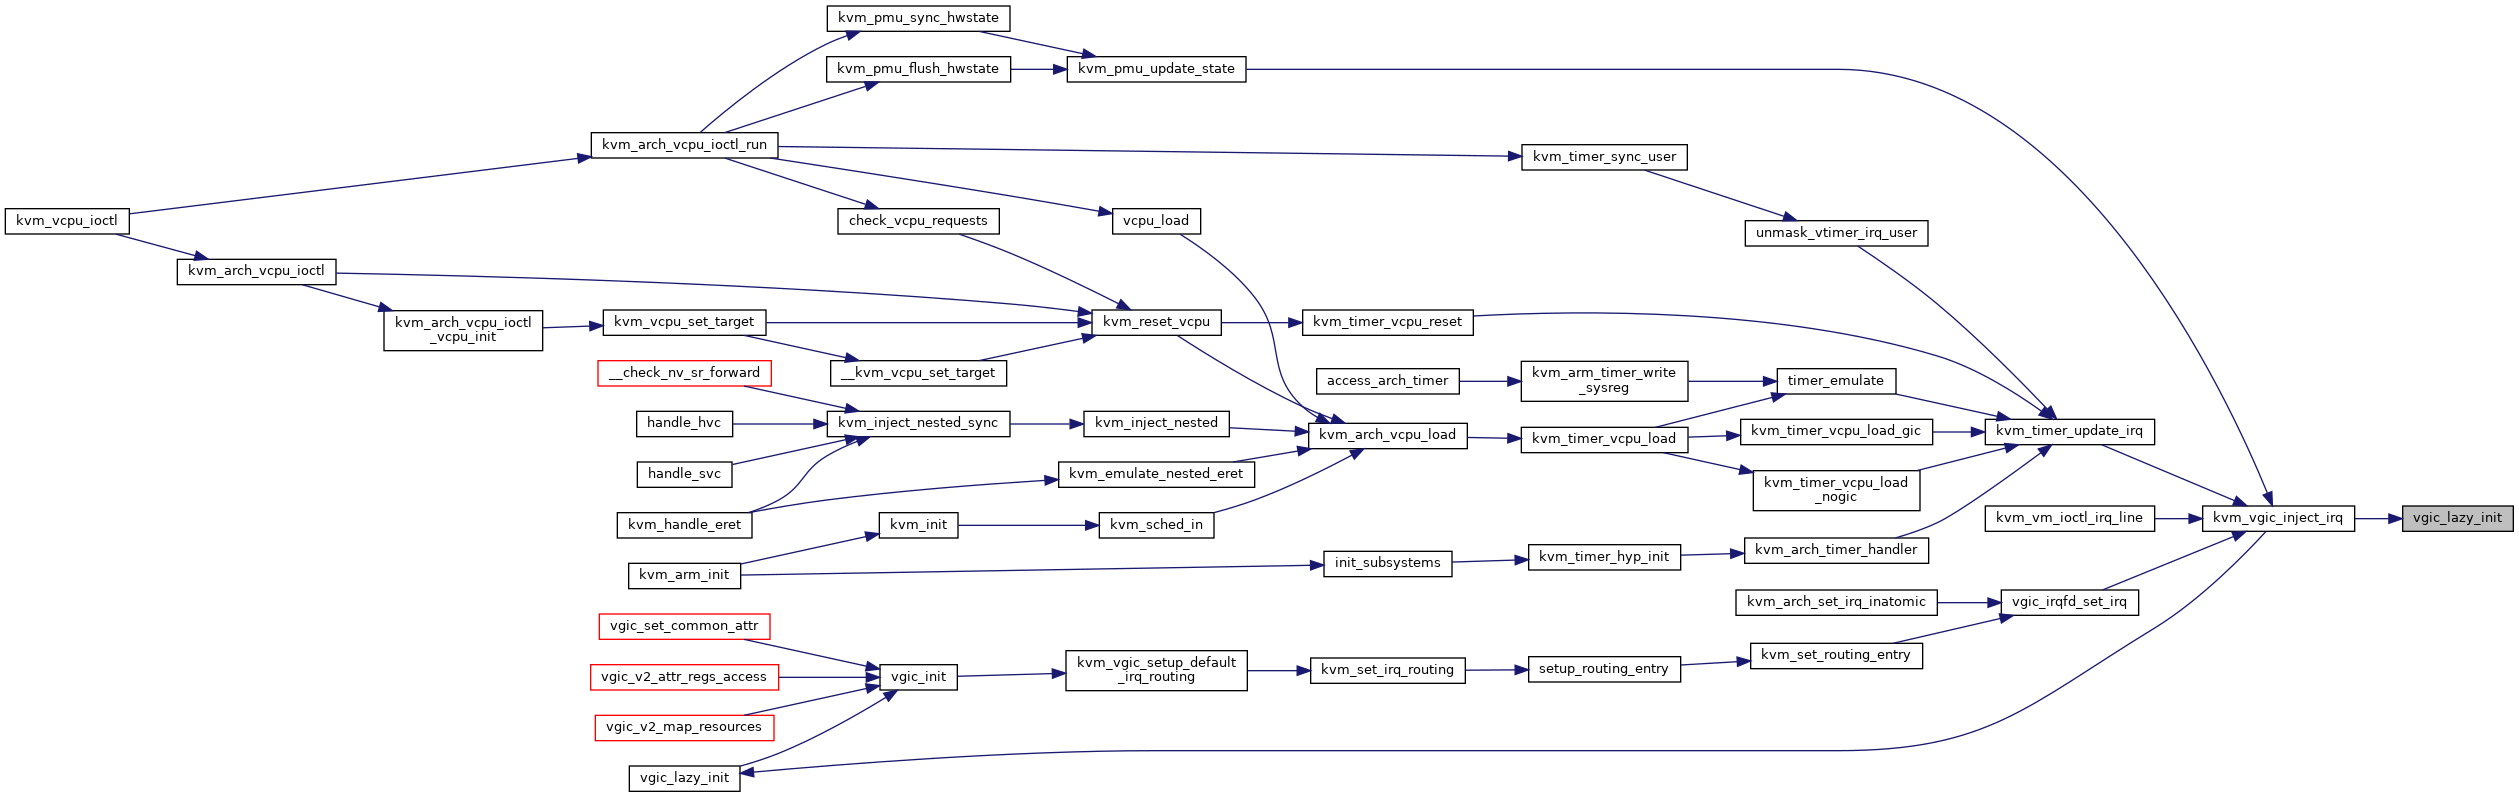 kvm_pmu_sync_hwstate
kvm_pmu_flush_hwstate
kvm_pmu_update_state
kvm_arch_vcpu_ioctl_run
kvm_timer_sync_user
kvm_vcpu_ioctl
check_vcpu_requests
vcpu_load
unmask_vtimer_irq_user
kvm_arch_vcpu_ioctl
kvm_arch_vcpu_ioctl
_vcpu_init
kvm_vcpu_set_target
kvm_reset_vcpu
kvm_timer_vcpu_reset
__check_nv_sr_forward
__kvm_vcpu_set_target
access_arch_timer
kvm_arm_timer_write
_sysreg
timer_emulate
handle_hvc
kvm_inject_nested_sync
kvm_inject_nested
kvm_arch_vcpu_load
kvm_timer_vcpu_load
kvm_timer_vcpu_load_gic
kvm_timer_update_irq
handle_svc
kvm_emulate_nested_eret
kvm_timer_vcpu_load
_nogic
kvm_handle_eret
kvm_init
kvm_sched_in
kvm_vm_ioctl_irq_line
kvm_vgic_inject_irq
vgic_lazy_init
kvm_arm_init
init_subsystems
kvm_timer_hyp_init
kvm_arch_timer_handler
kvm_arch_set_irq_inatomic
vgic_irqfd_set_irq
vgic_set_common_attr
vgic_v2_attr_regs_access
vgic_init
kvm_vgic_setup_default
_irq_routing
kvm_set_irq_routing
setup_routing_entry
kvm_set_routing_entry
vgic_v2_map_resources
vgic_lazy_init